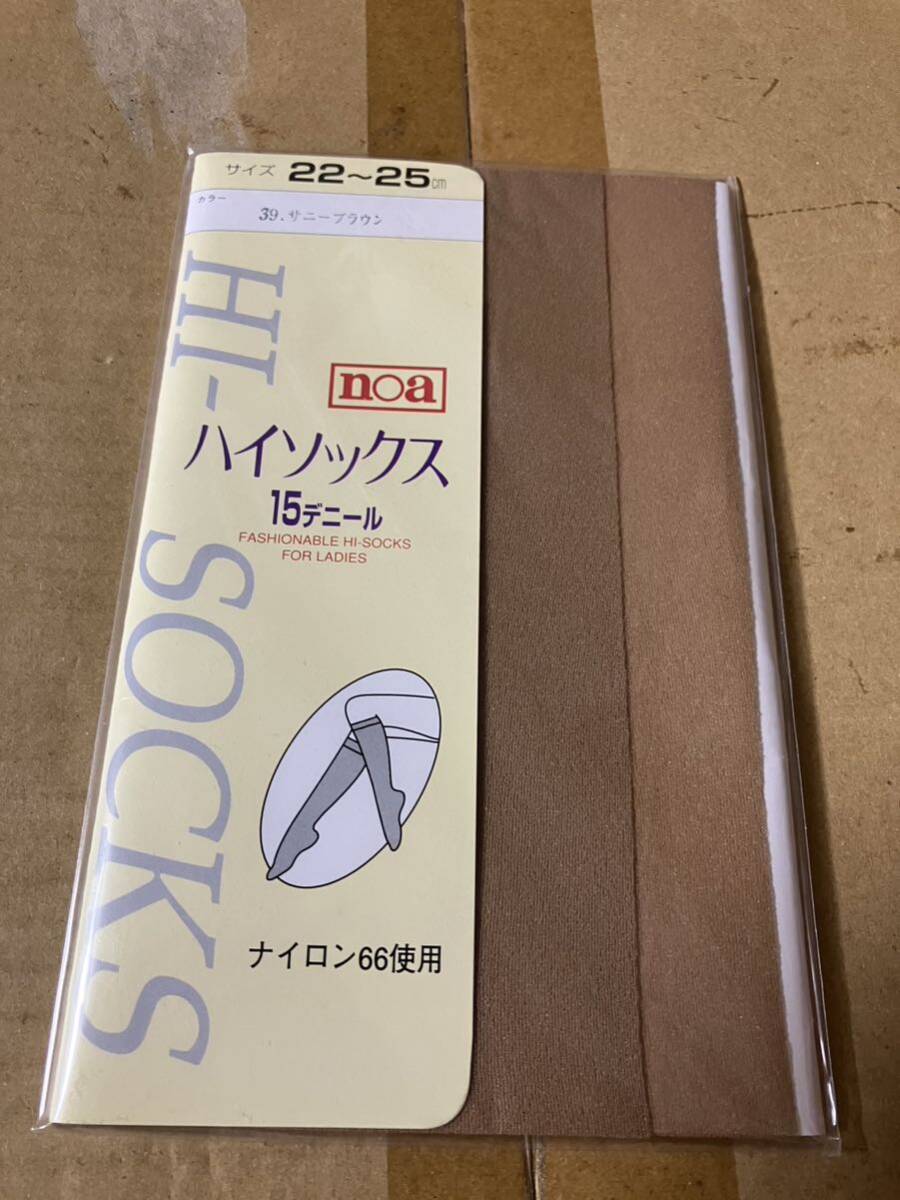 サイズ 22～25cm
カラー
39.サニーブラウン
HI-SOCKS
noa
ハイソックス
15デニール
FASHIONABLE HI-SOCKS
FOR LADIES
ナイロン66使用